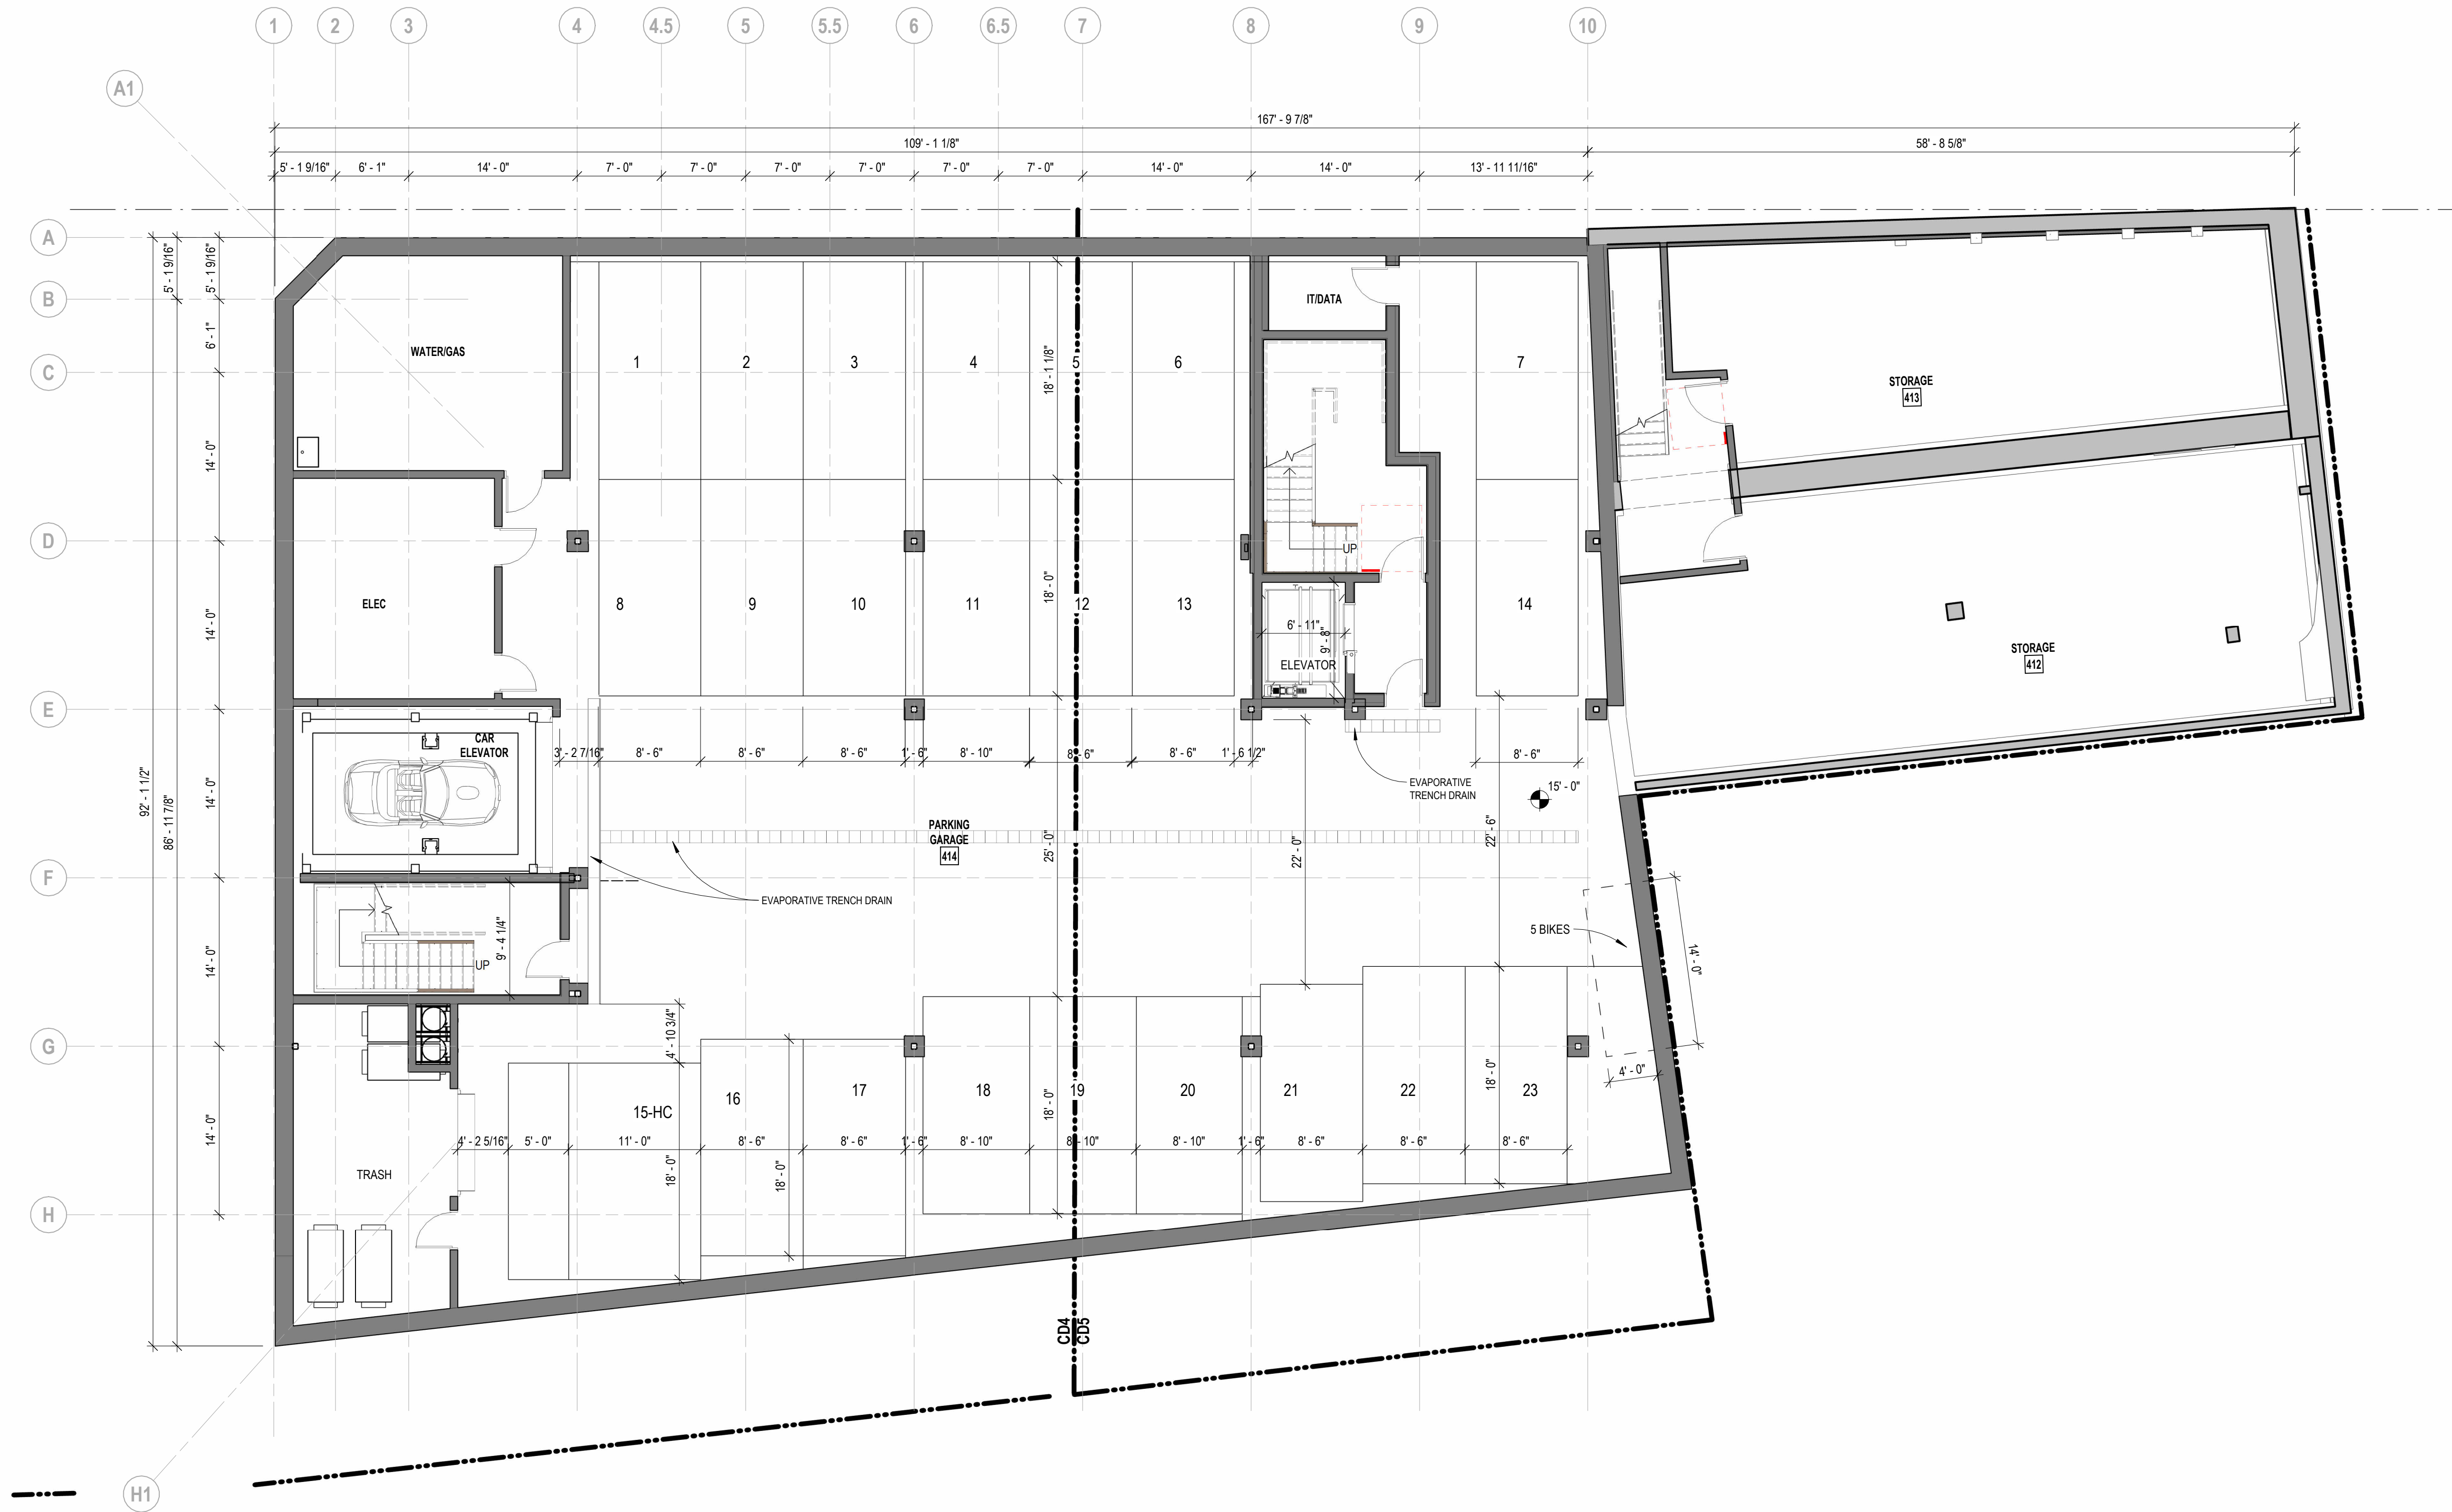 1 2 3 4 4.5 5 5.5 6 6.5 7 8 9 10
A1
167' - 9 7/8"
109' - 1 1/8" 58' - 8 5/8"
5' - 1 9/16" 6' - 1" 14' - 0" 7' - 0" 7' - 0" 7' - 0" 7' - 0" 7' - 0" 7' - 0" 14' - 0" 14' - 0" 13' - 11 11/16"
A
5' - 1 9/16" 5' - 1 9/16"
B
IT/DATA
6' - 1"
WATER/GAS
1 2 3 4 5 6 7
18' - 1 1/8"
C
STORAGE
413
14' - 0"
D
UP
18' - 0"
ELEC
8 9 10 11 12 13 14
14' - 0"
6' - 11"
9' - 8"
ELEVATOR
STORAGE
412
E
CAR
ELEVATOR
3' - 2 7/16" 8' - 6" 8' - 6" 8' - 6" 1' - 6" 8' - 10" 8' - 6" 8' - 6" 1' - 6 1/2" 8' - 6"
92' - 1 1/2"
86' - 11 7/8"
14' - 0"
EVAPORATIVE
TRENCH DRAIN
15' - 0"
PARKING
GARAGE
414
25' - 0"
22' - 0"
22' - 6"
F
EVAPORATIVE TRENCH DRAIN
5 BIKES
14' - 0"
9' - 4 1/4"
UP
14' - 0"
4' - 10 3/4"
G
4' - 0"
15-HC 16 17 18 19 20 21 22 23
18' - 0"
18' - 0"
14' - 0"
4' - 2 5/16" 5' - 0" 11' - 0" 8' - 6" 8' - 6" 1' - 6" 8' - 10" 8' - 10" 8' - 10" 1' - 6" 8' - 6" 8' - 6" 8' - 6"
18' - 0"
18' - 0"
TRASH
H
CD4
CD5
H1